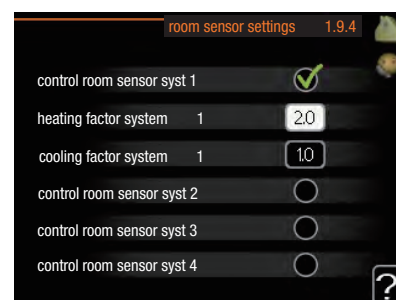 room sensor settings 1.9.4
control room sensor syst 1
heating factor system 1 2.0
cooling factor system 1 1.0
control room sensor syst 2
control room sensor syst 3
control room sensor syst 4
?